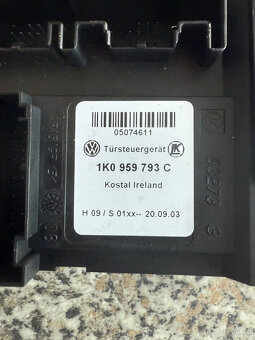 05074611
Türsteuergerät
1K0 959 793 C
Kostal Ireland
H 09 / S 01xx-- 20.09.03